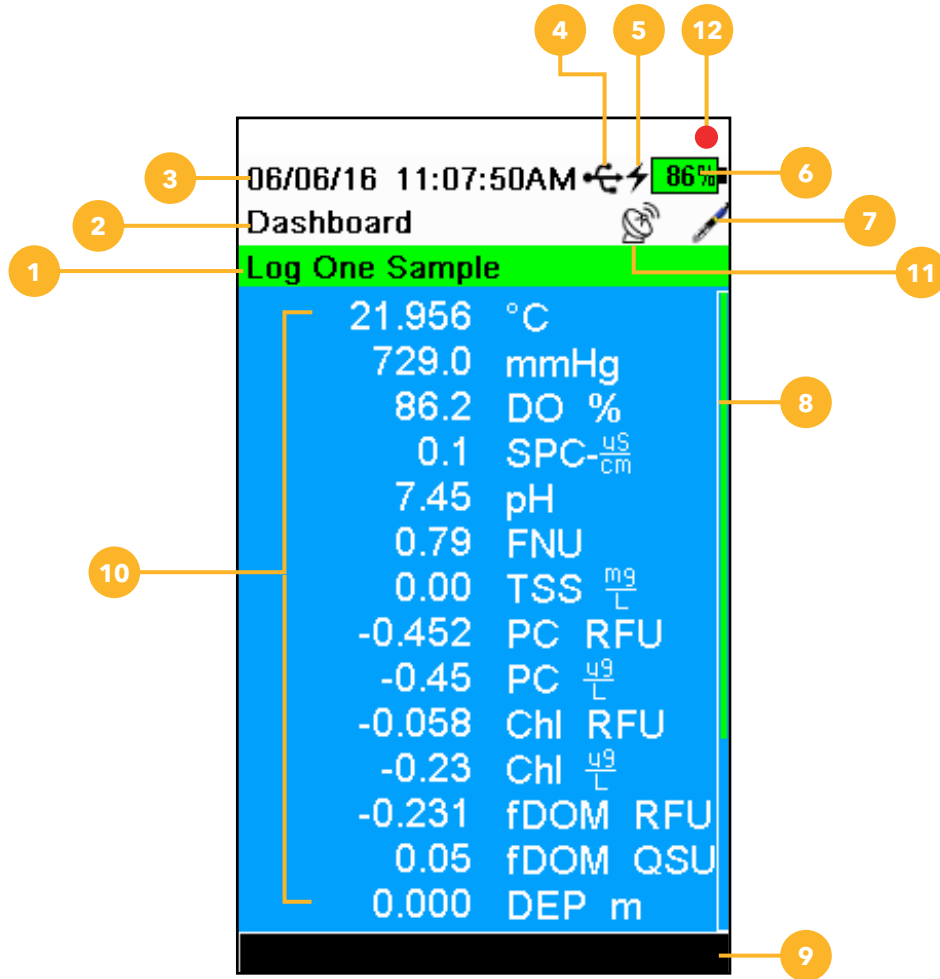 4 5 12
3 06/06/16 11:07:50AM 86% 6
2 Dashboard 7
1 Log One Sample 11
21.956 °C
729.0 mmHg
86.2 DO % 8
0.1 SPC-uS/cm
7.45 pH
0.79 FNU
10 0.00 TSS mg/L
-0.452 PC RFU
-0.45 PC ug/L
-0.058 Chl RFU
-0.23 Chl ug/L
-0.231 fDOM RFU
0.05 fDOM QSU
0.000 DEP m
9